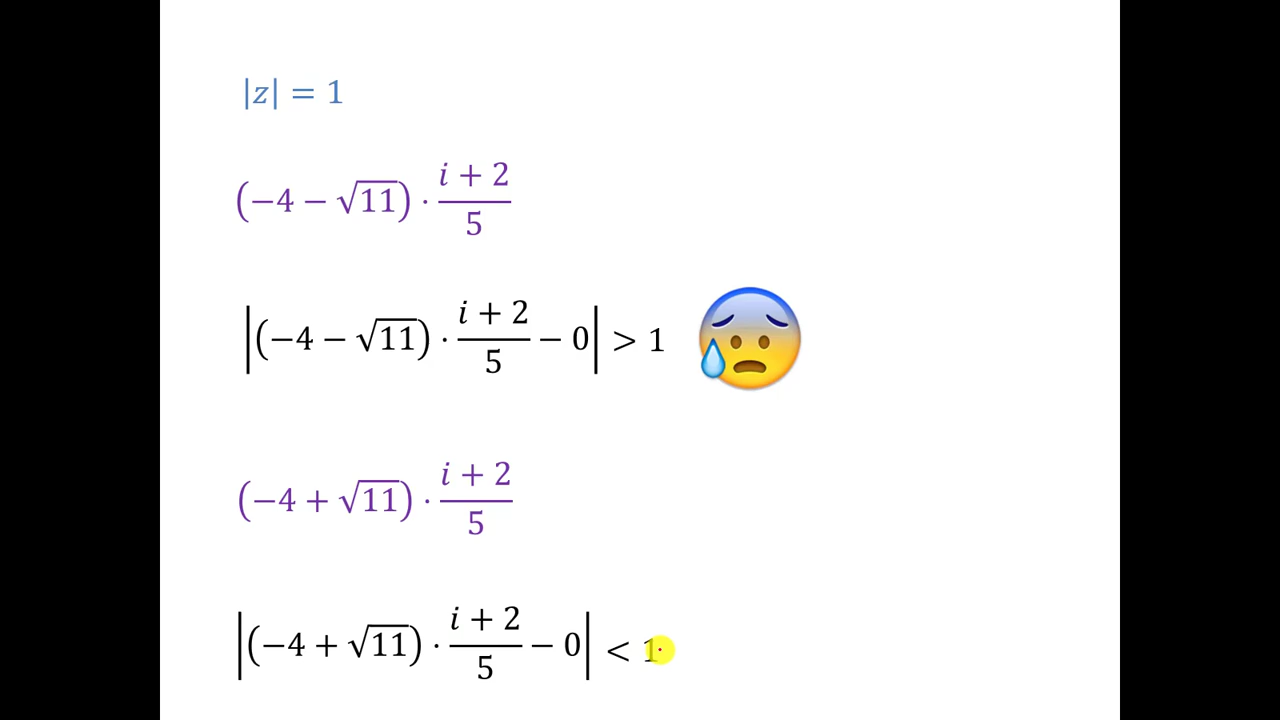 |z| = 1
(−4 − √11) · (i + 2)/5
|(−4 − √11) · (i + 2)/5 − 0| > 1
(−4 + √11) · (i + 2)/5
|(−4 + √11) · (i + 2)/5 − 0| < 1